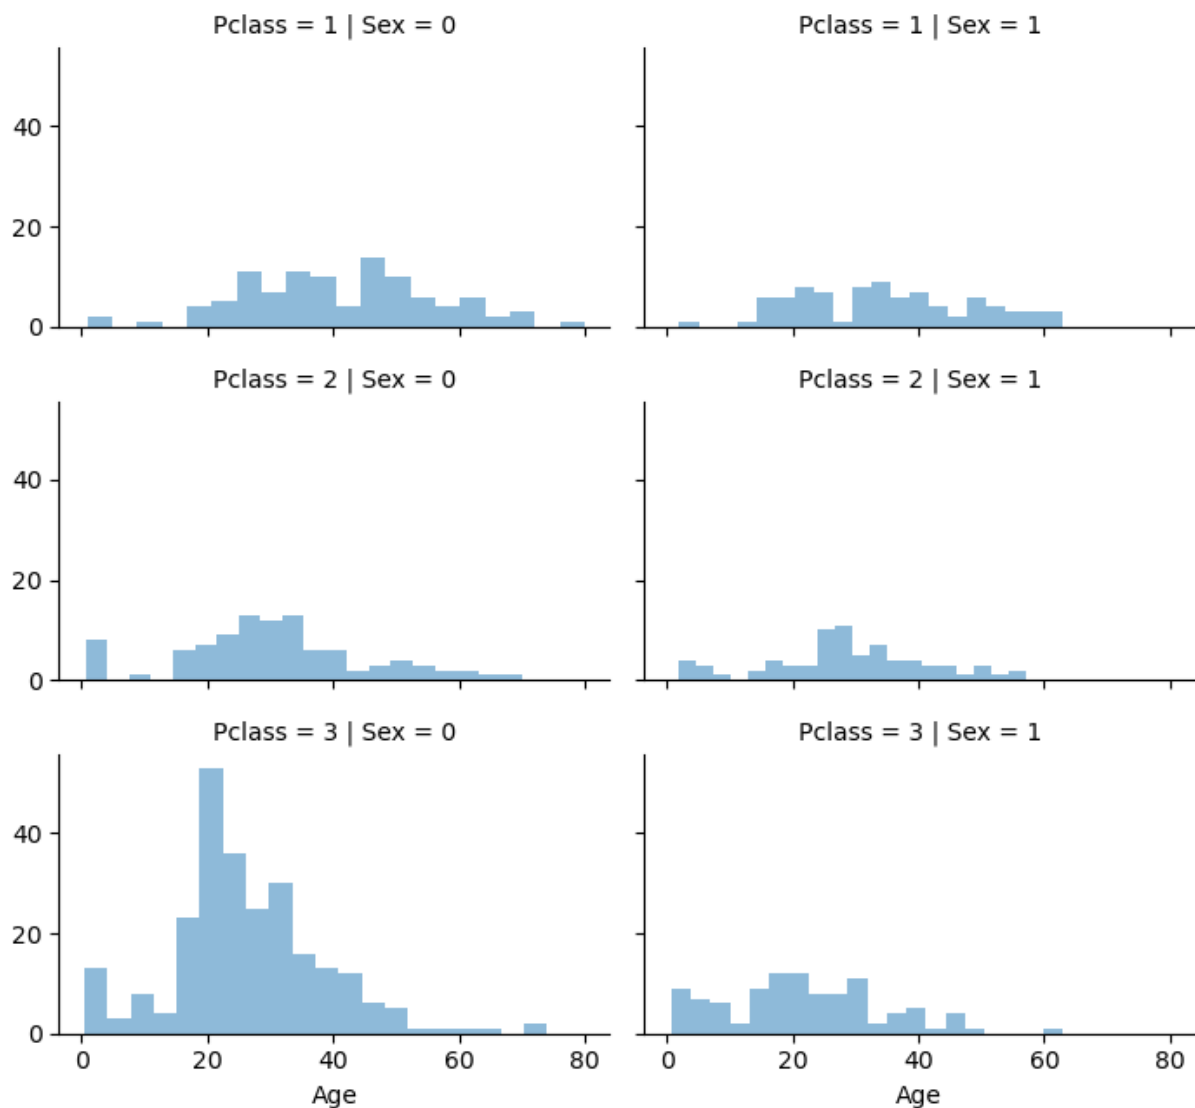 Pclass = 1 | Sex = 0
Pclass = 1 | Sex = 1
40
20
0
Pclass = 2 | Sex = 0
Pclass = 2 | Sex = 1
40
20
0
Pclass = 3 | Sex = 0
Pclass = 3 | Sex = 1
40
20
0
0 20 40 60 80
0 20 40 60 80
Age
Age